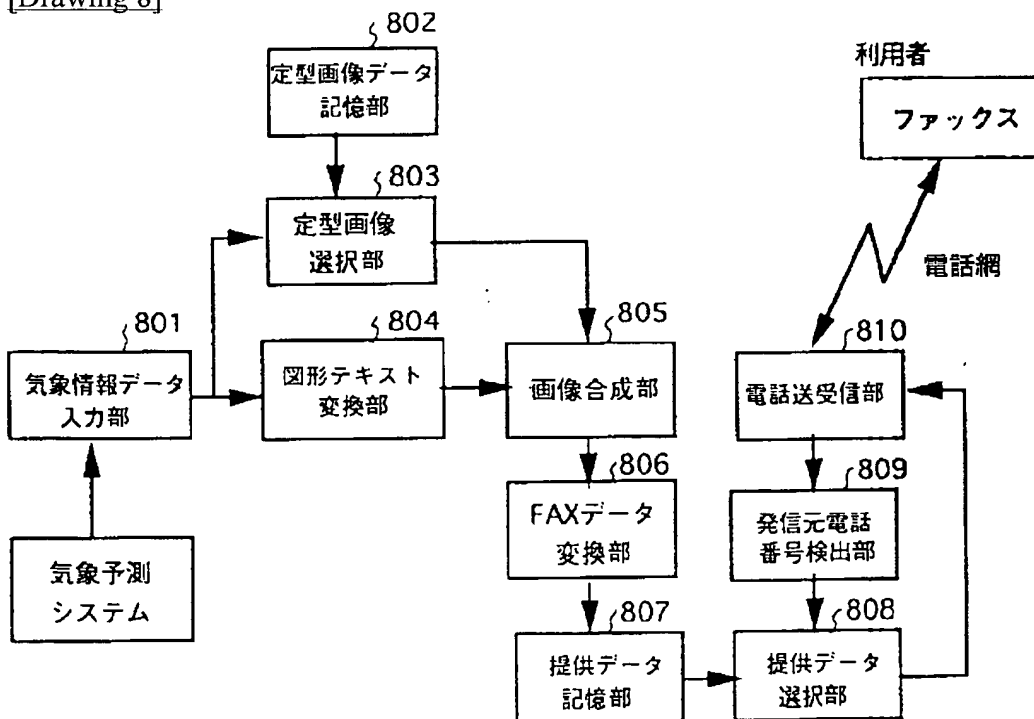 [Drawing 8]
802
定型画像データ
記憶部
利用者
ファックス
803
定型画像
選択部
電話網
801
気象情報データ
入力部
804
図形テキスト
変換部
805
画像合成部
810
電話送受信部
806
FAXデータ
変換部
809
発信元電話
番号検出部
気象予測
システム
807
提供データ
記憶部
808
提供データ
選択部